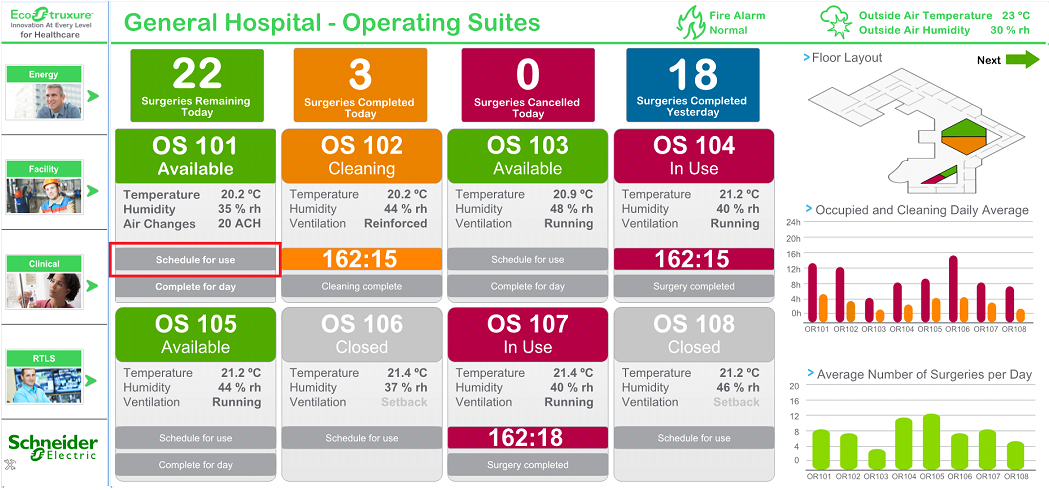 EcoStruxure
Innovation At Every Level
for Healthcare
General Hospital - Operating Suites
Fire Alarm
Normal
Outside Air Temperature 23 ºC
Outside Air Humidity 30 % rh
Energy
Facility
Clinical
RTLS
Schneider
Electric
22
Surgeries Remaining
Today
3
Surgeries Completed
Today
0
Surgeries Cancelled
Today
18
Surgeries Completed
Yesterday
OS 101
Available
Temperature 20.2 ºC
Humidity 35 % rh
Air Changes 20 ACH
Schedule for use
Complete for day
OS 102
Cleaning
Temperature 20.2 ºC
Humidity 44 % rh
Ventilation Reinforced
162:15
Cleaning complete
OS 103
Available
Temperature 20.9 ºC
Humidity 48 % rh
Ventilation Running
Schedule for use
Complete for day
OS 104
In Use
Temperature 21.2 ºC
Humidity 40 % rh
Ventilation Running
162:15
Surgery completed
OS 105
Available
Temperature 21.2 ºC
Humidity 44 % rh
Ventilation Running
Schedule for use
Complete for day
OS 106
Closed
Temperature 21.4 ºC
Humidity 37 % rh
Ventilation Setback
Schedule for use
OS 107
In Use
Temperature 21.4 ºC
Humidity 40 % rh
Ventilation Running
162:18
Surgery completed
OS 108
Closed
Temperature 21.2 ºC
Humidity 46 % rh
Ventilation Setback
Schedule for use
> Floor Layout
Next
> Occupied and Cleaning Daily Average
24h
20h
16h
12h
8h
4h
0h
OR101 OR102 OR103 OR104 OR105 OR106 OR107 OR108
> Average Number of Surgeries per Day
20
16
12
8
4
0
OR101 OR102 OR103 OR104 OR105 OR106 OR107 OR108